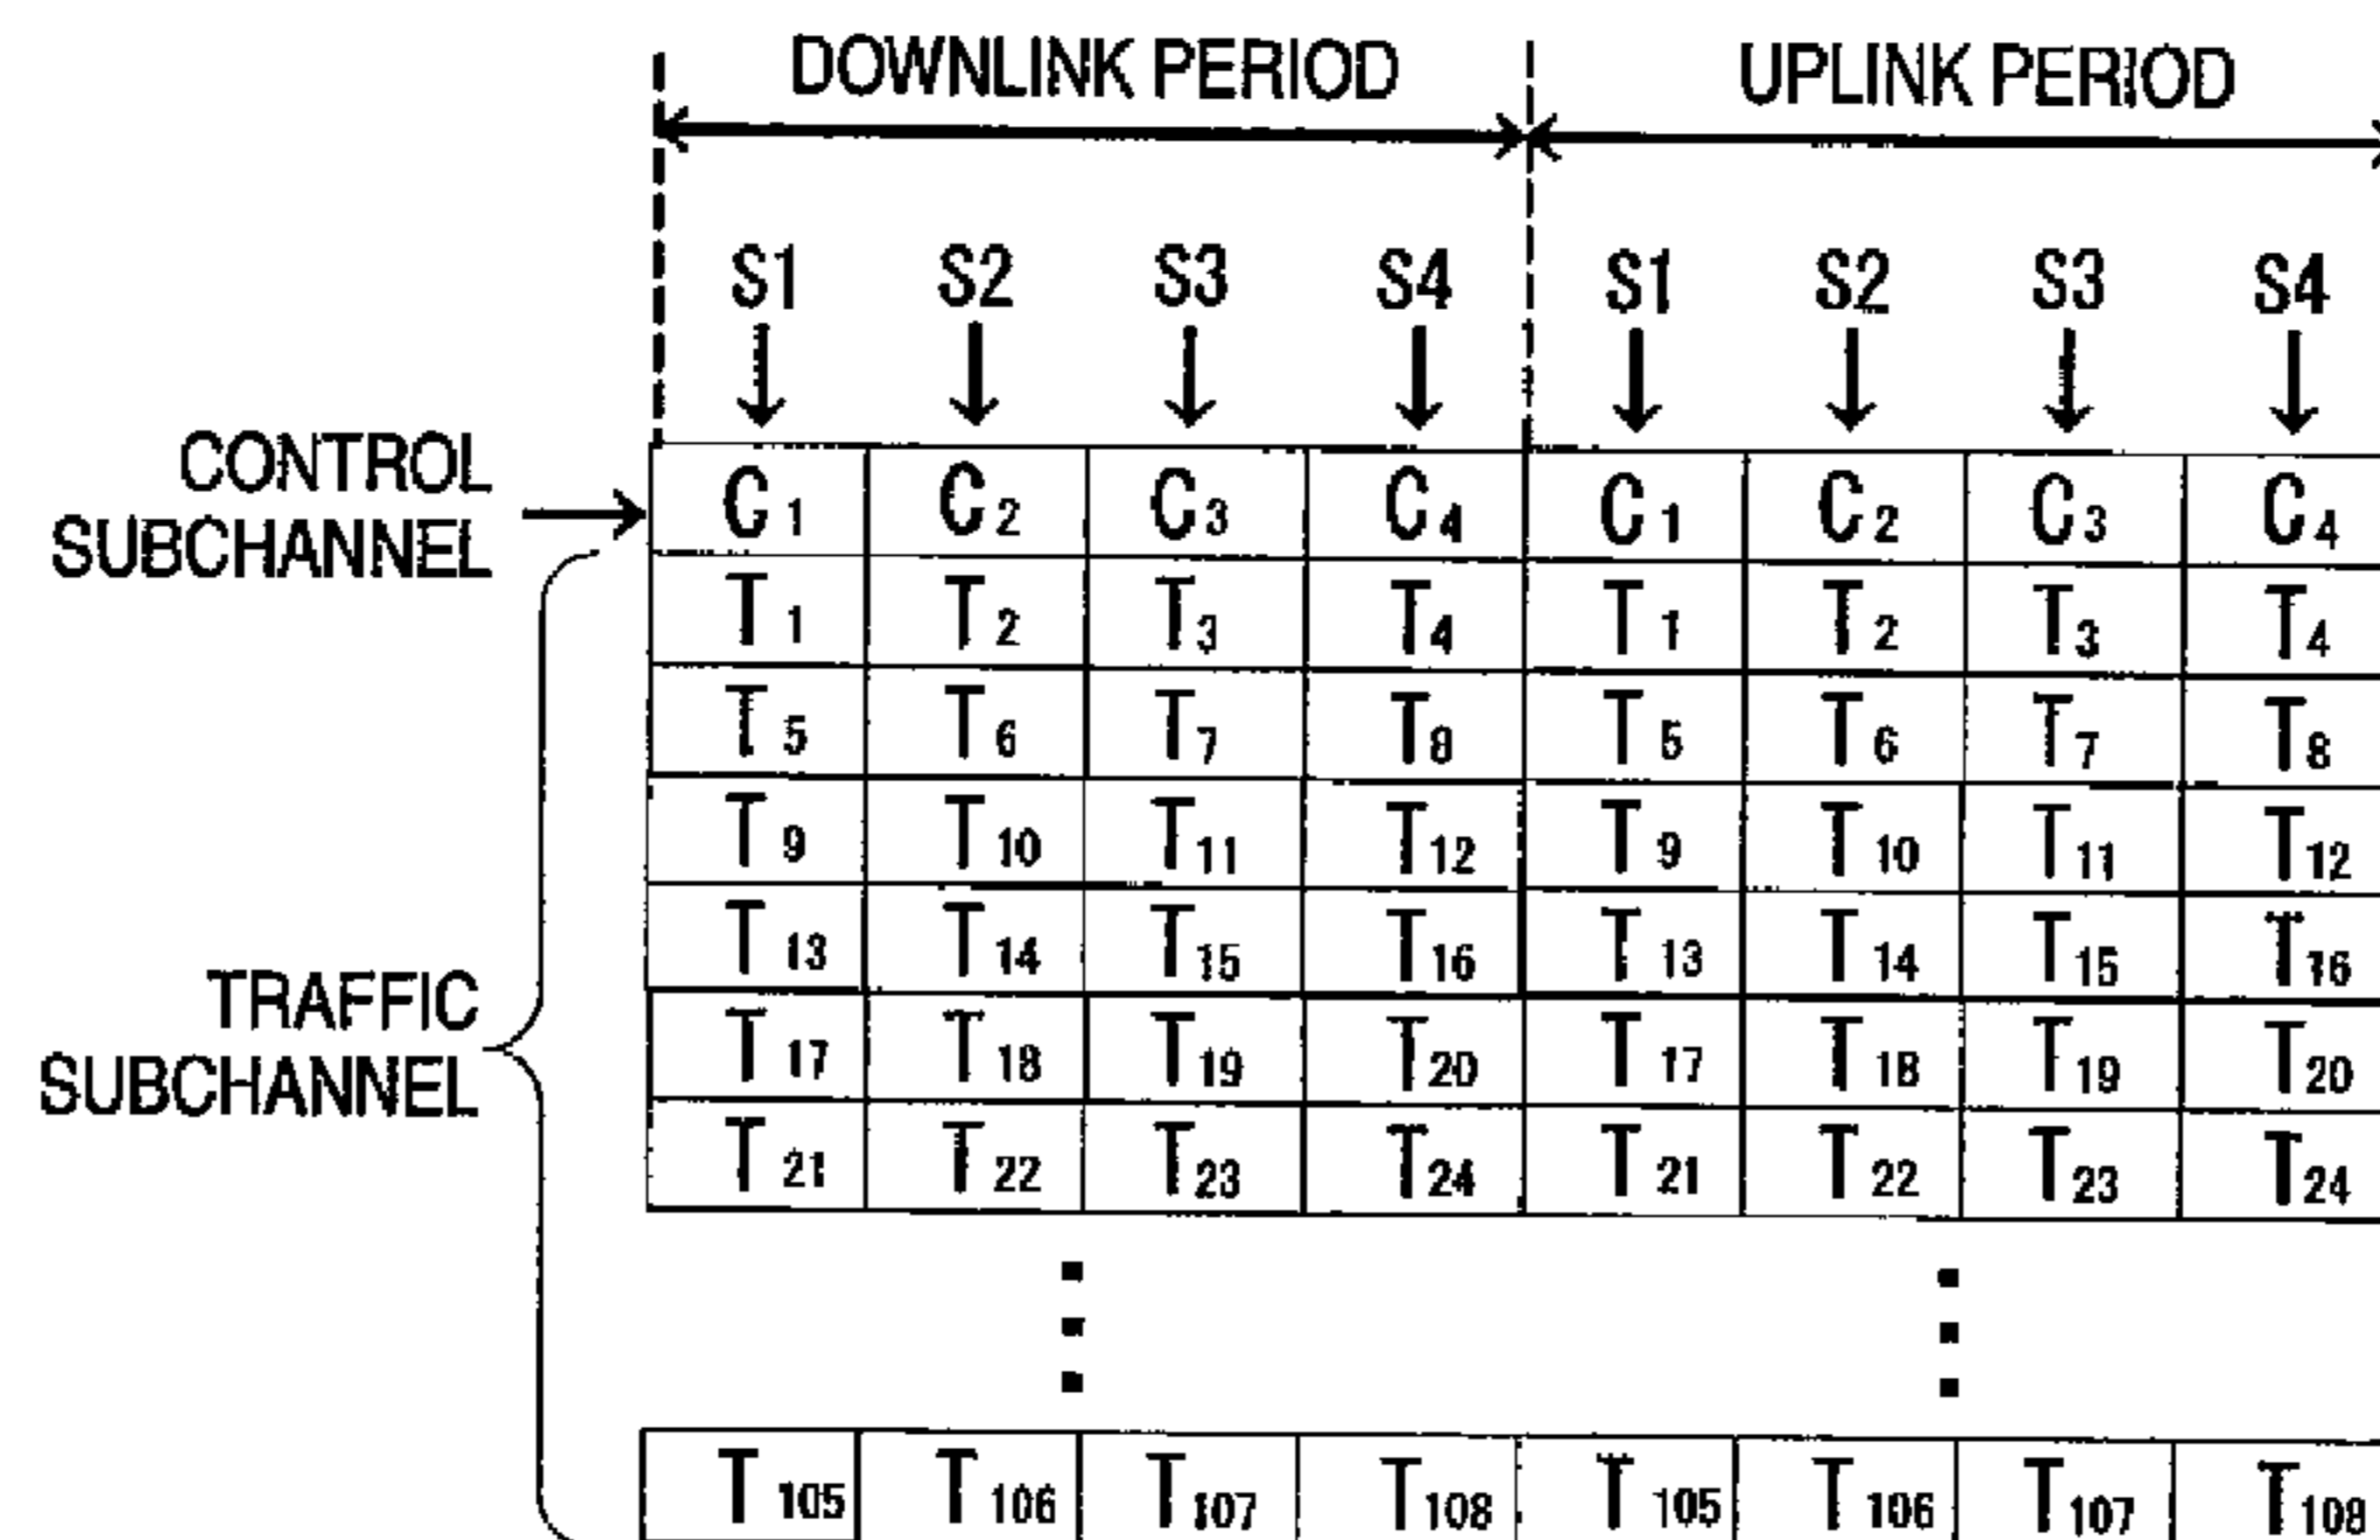 DOWNLINK PERIOD UPLINK PERIOD
S1 S2 S3 S4 S1 S2 S3 S4
CONTROL
SUBCHANNEL
C1 C2 C3 C4 C1 C2 C3 C4
T1 T2 T3 T4 T1 T2 T3 T4
T5 T6 T7 T8 T5 T6 T7 T8
T9 T10 T11 T12 T9 T10 T11 T12
T13 T14 T15 T16 T13 T14 T15 T16
TRAFFIC
SUBCHANNEL
T17 T18 T19 T20 T17 T18 T19 T20
T21 T22 T23 T24 T21 T22 T23 T24
T105 T106 T107 T108 T105 T106 T107 T108